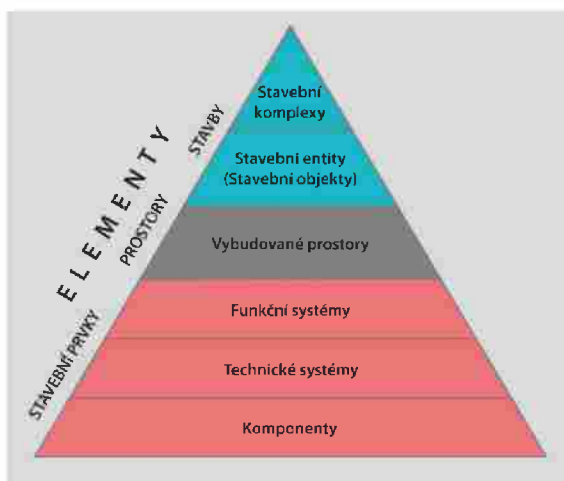 ELEMENTY
STAVBY
PROSTORY
STAVEBNÍ PRVKY
Stavební
komplexy
Stavební entity
(Stavební objekty)
Vybudované prostory
Funkční systémy
Technické systémy
Komponenty